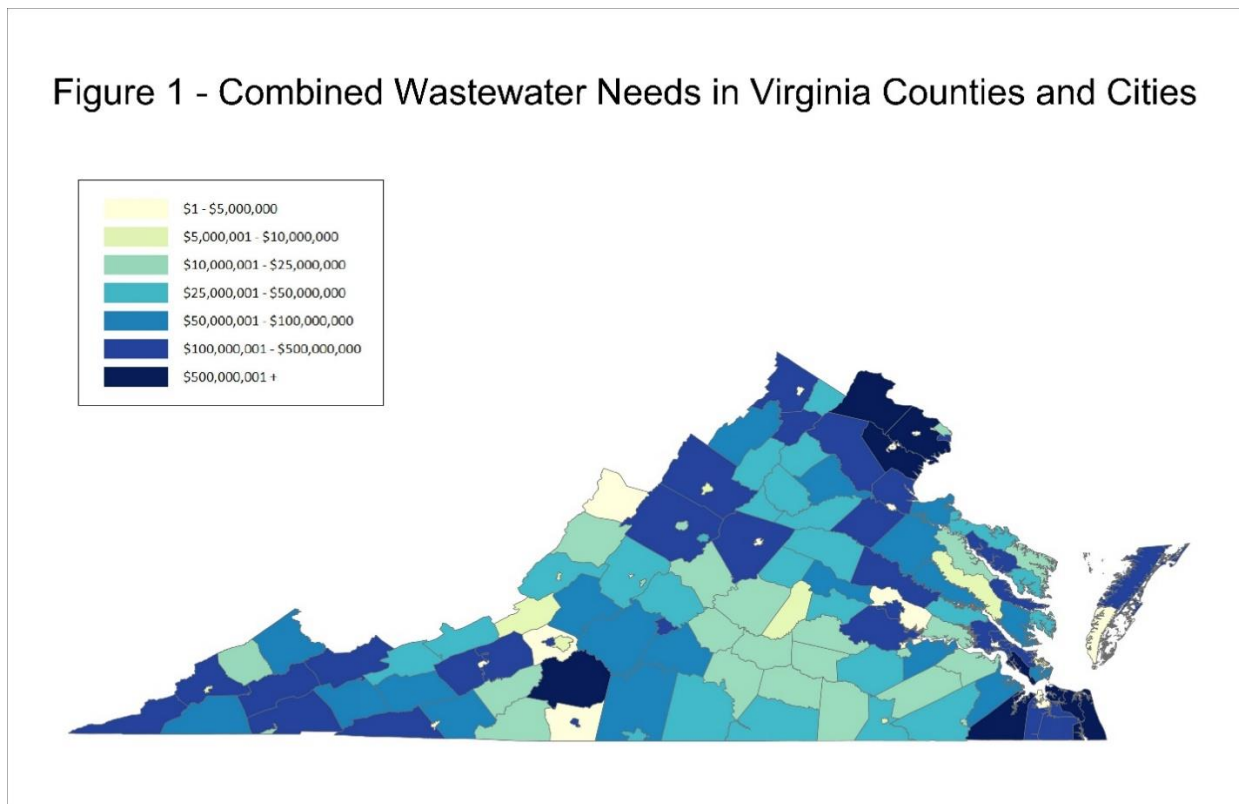 Figure 1 - Combined Wastewater Needs in Virginia Counties and Cities
$1 - $5,000,000
$5,000,001 - $10,000,000
$10,000,001 - $25,000,000
$25,000,001 - $50,000,000
$50,000,001 - $100,000,000
$100,000,001 - $500,000,000
$500,000,001 +